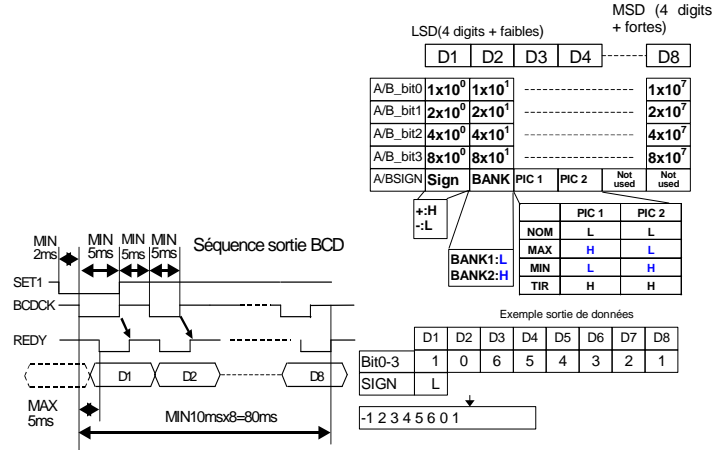 MSD (4 digits
+ fortes)
LSD(4 digits + faibles)
D1 D2 D3 D4 D8
A/B_bit0 1x10⁰ 1x10¹ 1x10⁷
A/B_bit1 2x10⁰ 2x10¹ 2x10⁷
A/B_bit2 4x10⁰ 4x10¹ 4x10⁷
A/B_bit3 8x10⁰ 8x10¹ 8x10⁷
A/BSIGN Sign BANK PIC 1 PIC 2 Not used Not used
+:H
-:L
BANK1:L
BANK2:H
PIC 1 PIC 2
NOM L L
MAX H L
MIN L H
TIR H H
Séquence sortie BCD
MIN 2ms MIN 5ms MIN 5ms MIN 5ms
SET1
BCDCK
REDY
D1 D2 D8
MAX
5ms
MIN10msx8=80ms
Exemple sortie de données
D1 D2 D3 D4 D5 D6 D7 D8
Bit0-3 1 0 6 5 4 3 2 1
SIGN L
-1 2 3 4 5 6 0 1